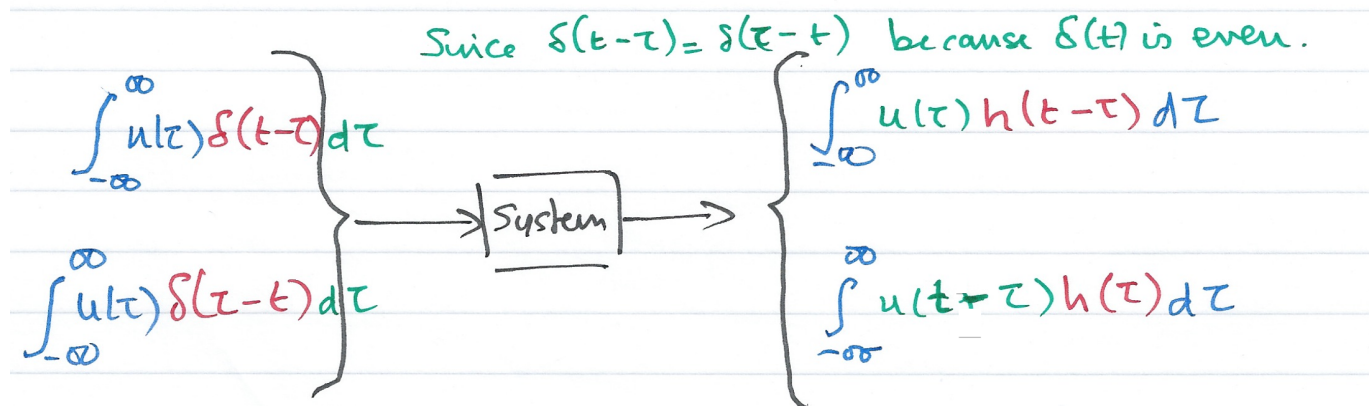 Since δ(t-τ) = δ(τ-t) because δ(t) is even.
∫_{-∞}^{∞} u(τ)δ(t-τ)dτ
∫_{-∞}^{∞} u(τ)h(t-τ)dτ
System
∫_{-∞}^{∞} u(τ)δ(τ-t)dτ
∫_{-∞}^{∞} u(t-τ)h(τ)dτ